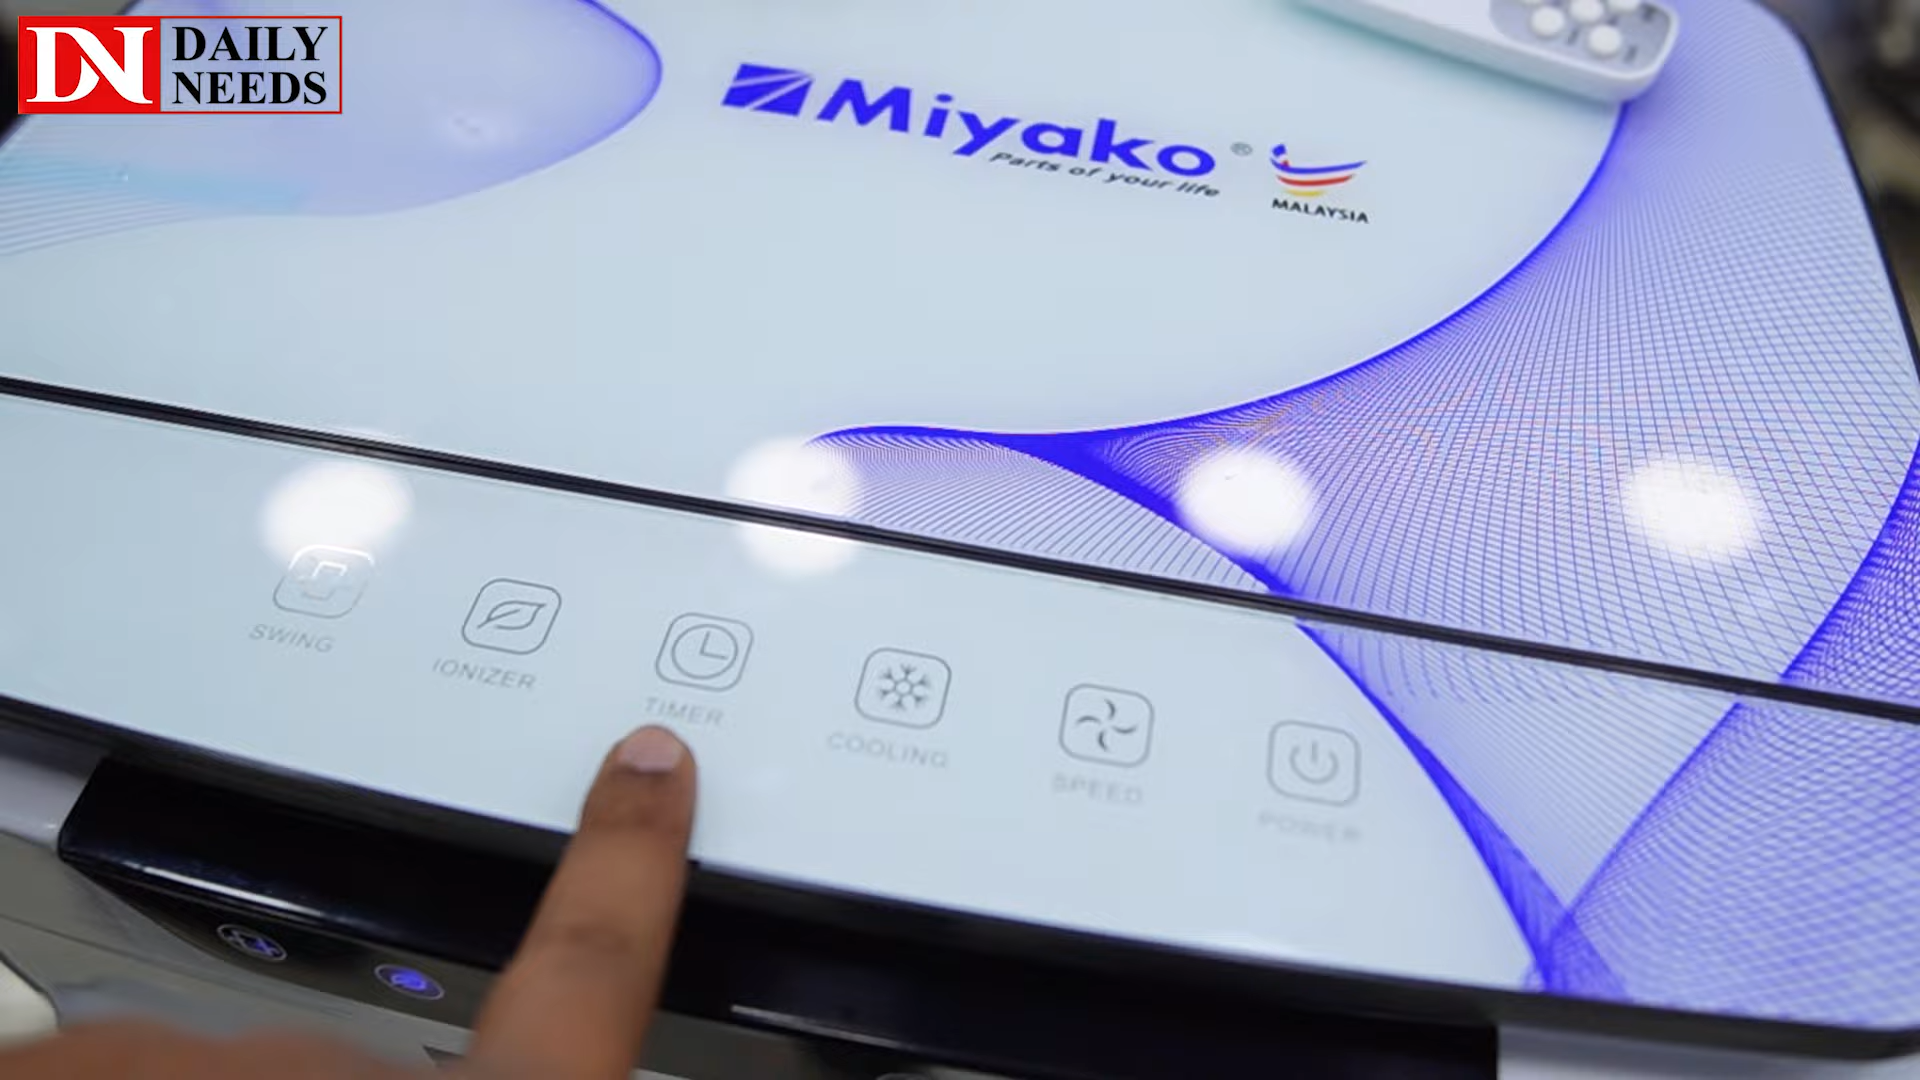 DN DAILY
NEEDS
Miyako®
Parts of your life
MALAYSIA
SWING
IONIZER
TIMER
COOLING
SPEED
POWER